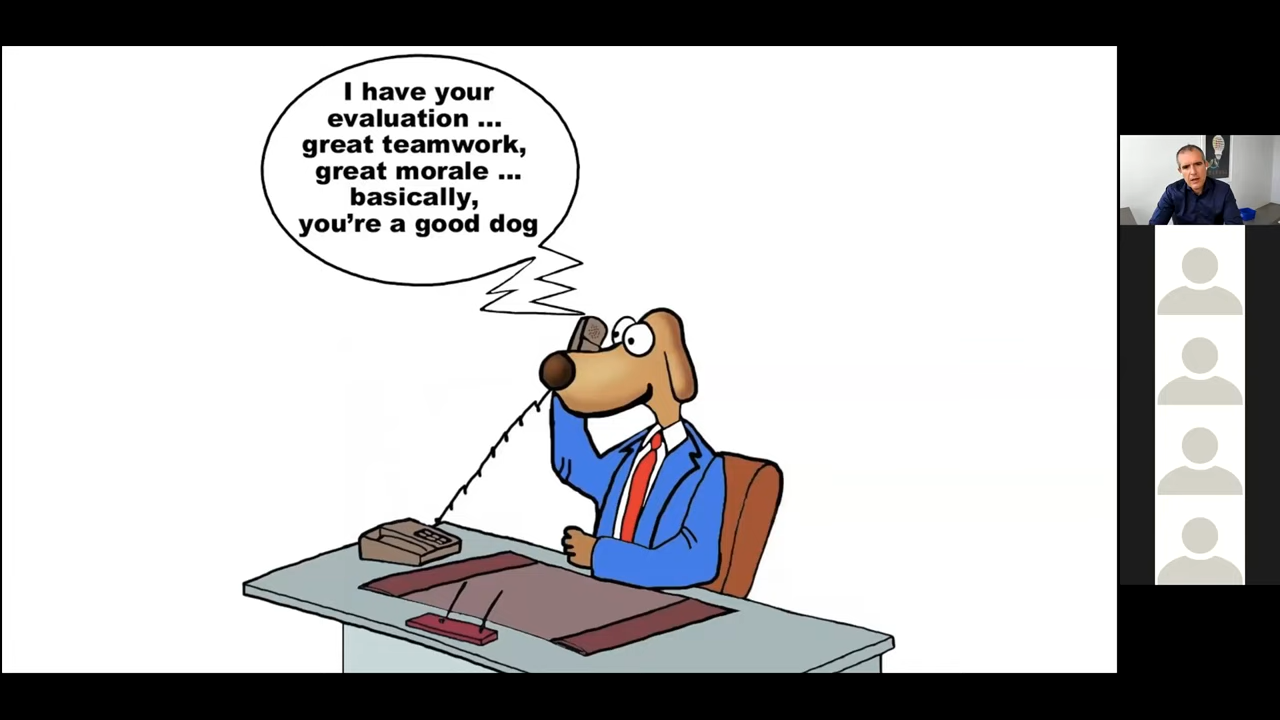 I have your
evaluation ...
great teamwork,
great morale ...
basically,
you're a good dog